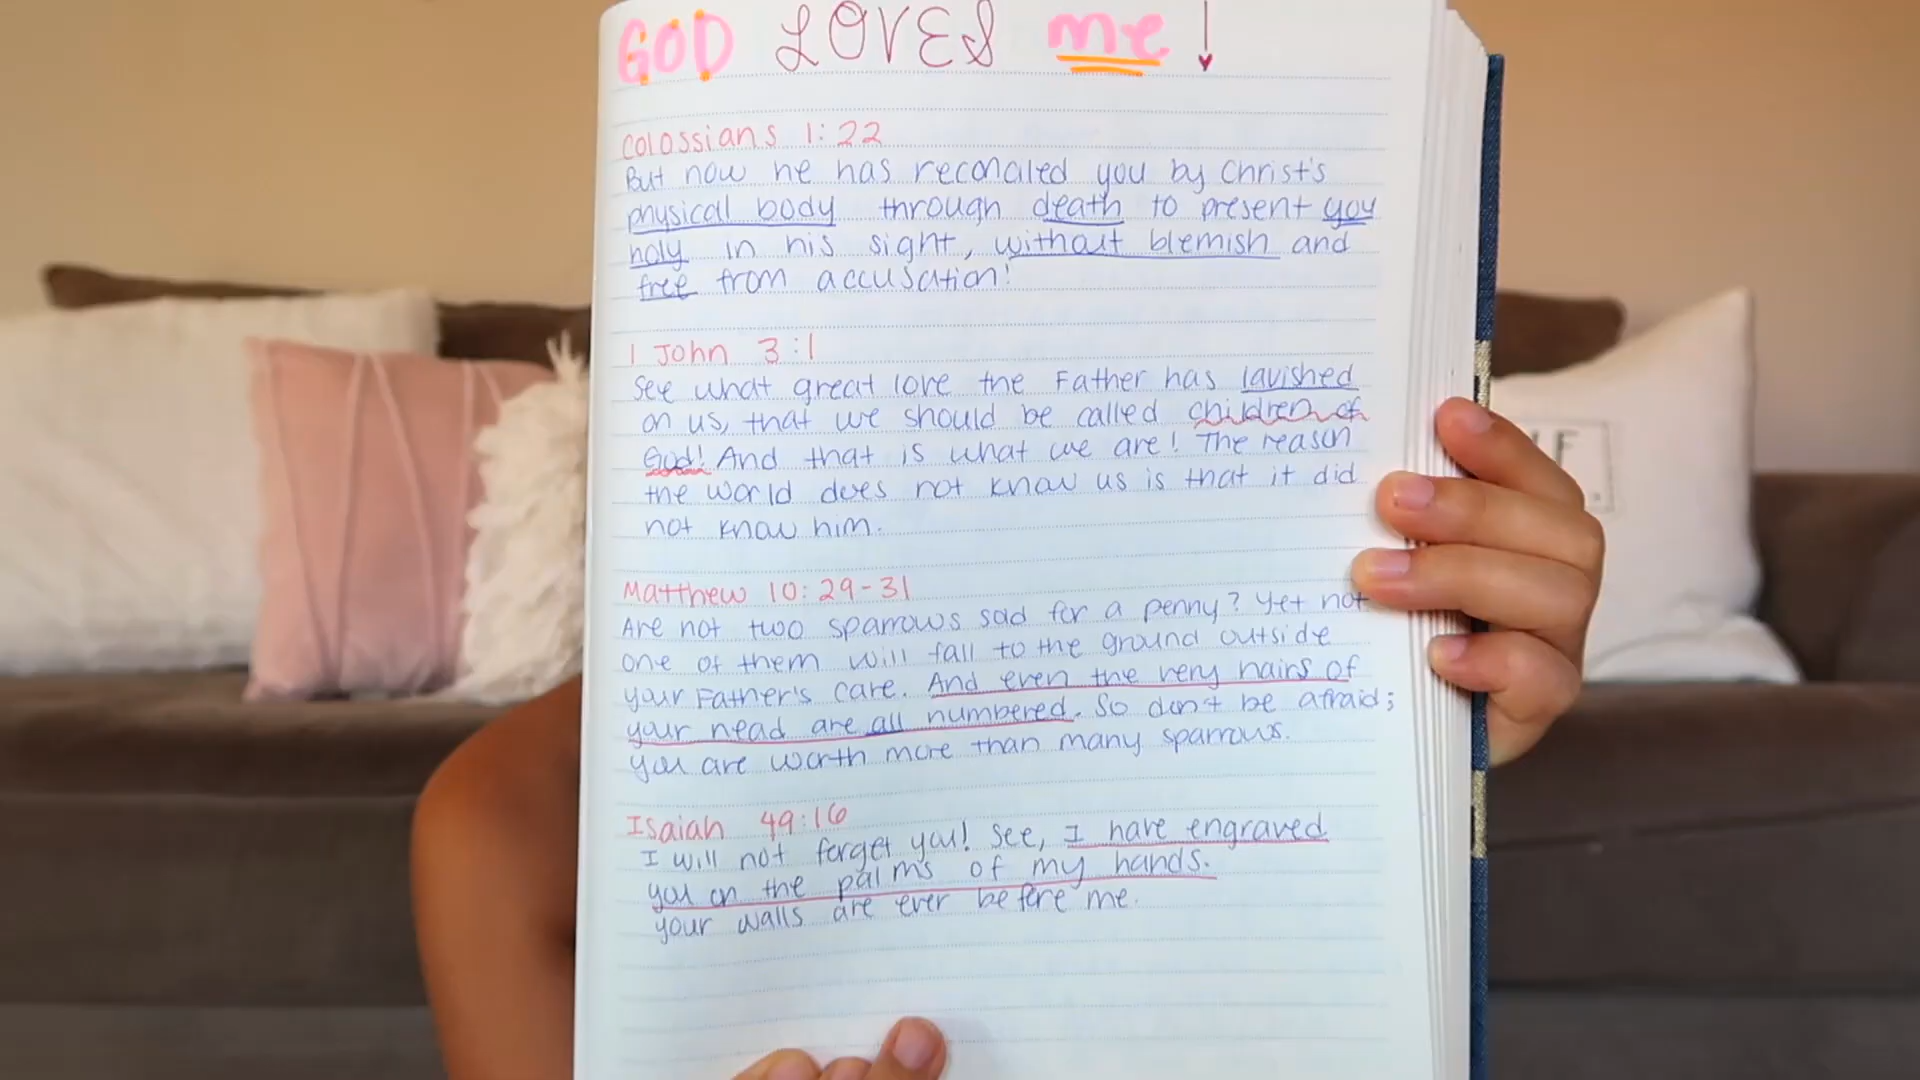 GOD LOVES me!
Colossians 1:22
But now he has reconciled you by Christ's
physical body through death to present you
holy in his sight, without blemish and
free from accusation!
1 John 3:1
See what great love the Father has lavished
on us, that we should be called children of
God! And that is what we are! The reason
the world does not know us is that it did
not know him.
Matthew 10:29-31
Are not two sparrows sold for a penny? Yet not
one of them will fall to the ground outside
your Father's care. And even the very hairs of
your head are all numbered. So don't be afraid;
you are worth more than many sparrows.
Isaiah 49:16
I will not forget you! See, I have engraved
you on the palms of my hands.
your walls are ever before me.